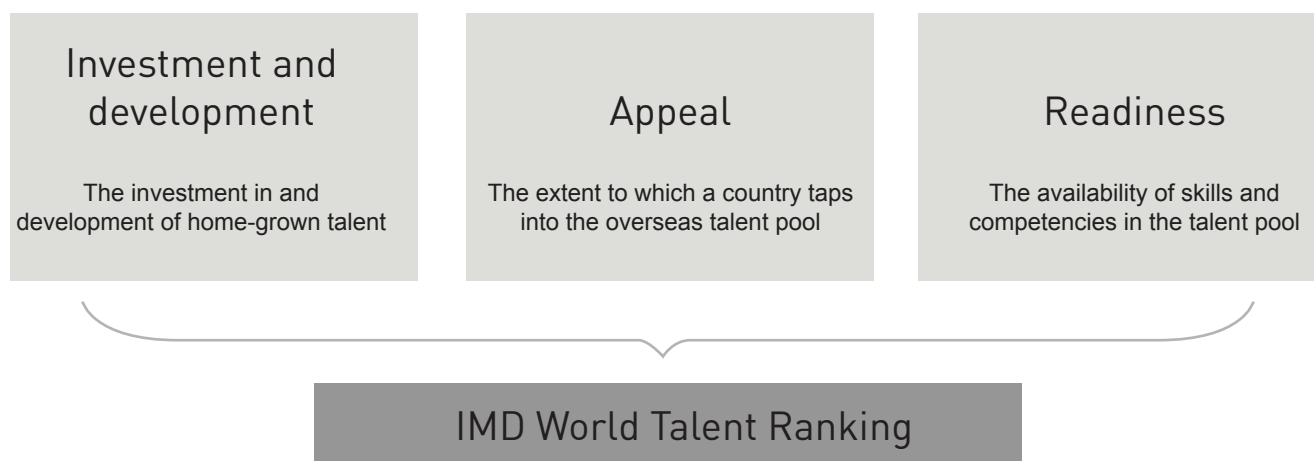 Investment and
development
The investment in and
development of home-grown talent
Appeal
The extent to which a country taps
into the overseas talent pool
Readiness
The availability of skills and
competencies in the talent pool
IMD World Talent Ranking